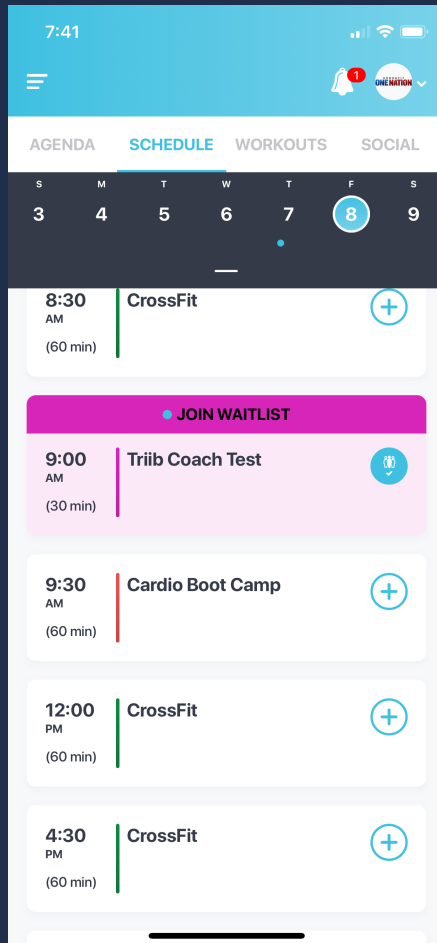 7:41
1
ONE NATION
AGENDA SCHEDULE WORKOUTS SOCIAL
S M T W T F S
3 4 5 6 7 8 9
8:30 CrossFit
AM
(60 min)
JOIN WAITLIST
9:00 Triib Coach Test
AM
(30 min)
9:30 Cardio Boot Camp
AM
(60 min)
12:00 CrossFit
PM
(60 min)
4:30 CrossFit
PM
(60 min)